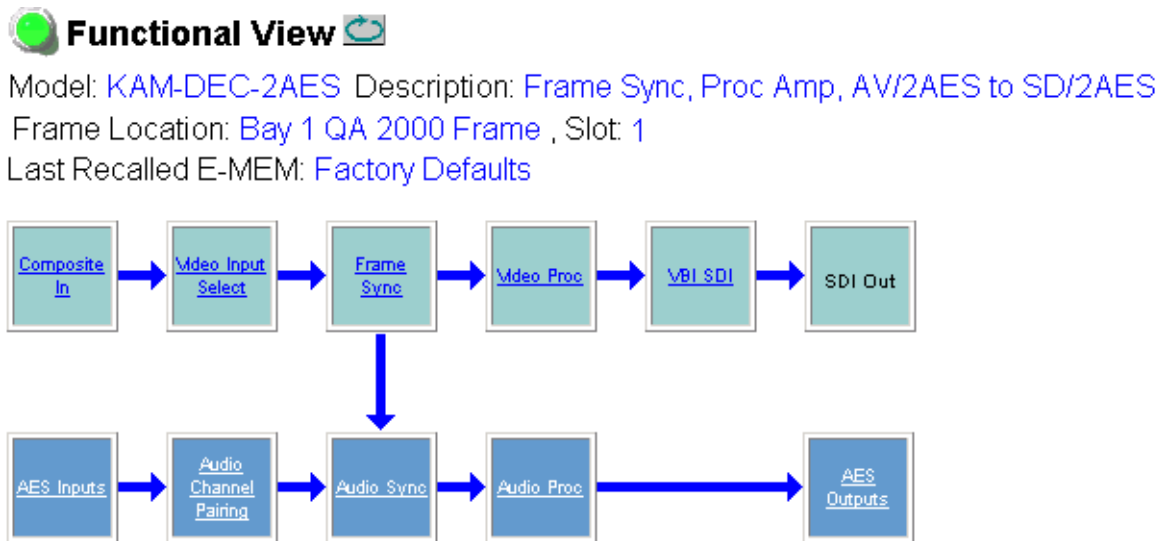 Functional View
Model: KAM-DEC-2AES Description: Frame Sync, Proc Amp, AV/2AES to SD/2AES
Frame Location: Bay 1 QA 2000 Frame , Slot: 1
Last Recalled E-MEM: Factory Defaults
Composite
In
Video Input
Select
Frame
Sync
Video Proc
VBI SDI
SDI Out
AES Inputs
Audio
Channel
Pairing
Audio Sync
Audio Proc
AES
Outputs